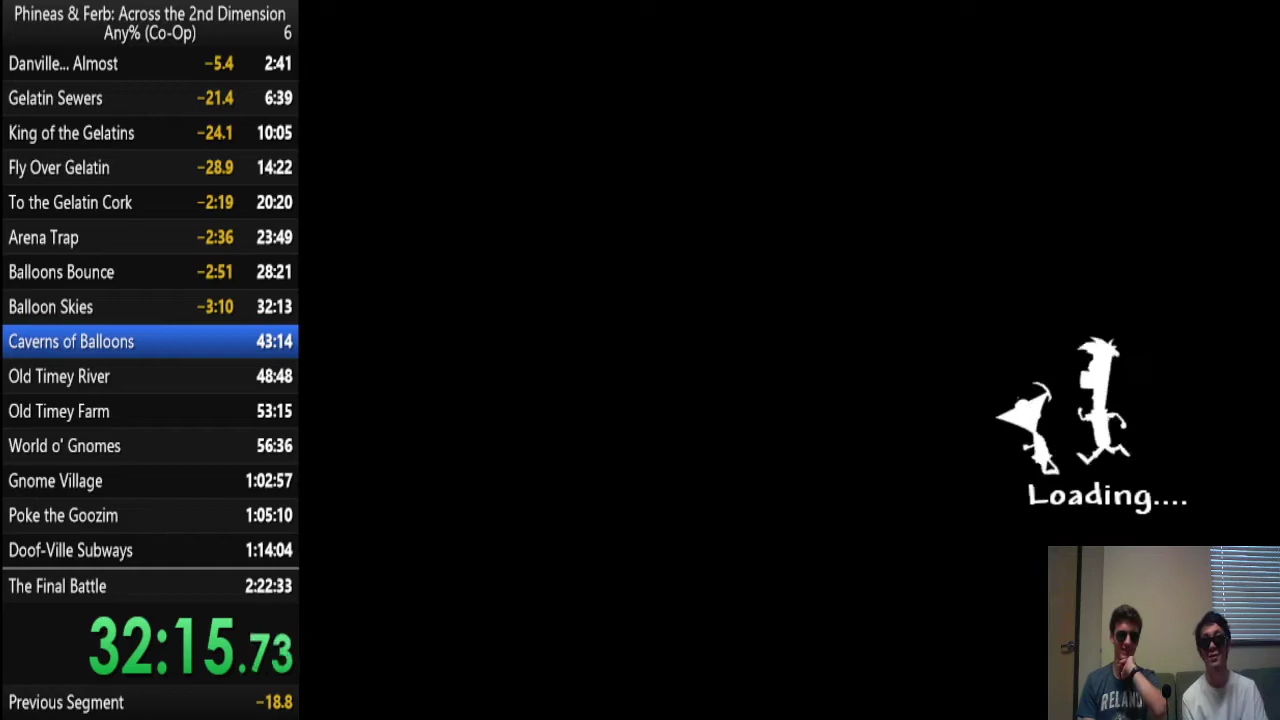 Phineas & Ferb: Across the 2nd Dimension
Any% (Co-Op) 6
Danville... Almost −5.4 2:41
Gelatin Sewers −21.4 6:39
King of the Gelatins −24.1 10:05
Fly Over Gelatin −28.9 14:22
To the Gelatin Cork −2:19 20:20
Arena Trap −2:36 23:49
Balloons Bounce −2:51 28:21
Balloon Skies −3:10 32:13
Caverns of Balloons 43:14
Old Timey River 48:48
Old Timey Farm 53:15
World o' Gnomes 56:36
Gnome Village 1:02:57
Poke the Goozim 1:05:10
Doof-Ville Subways 1:14:04
The Final Battle 2:22:33
32:15.73
Previous Segment −18.8
Loading....
RELAND